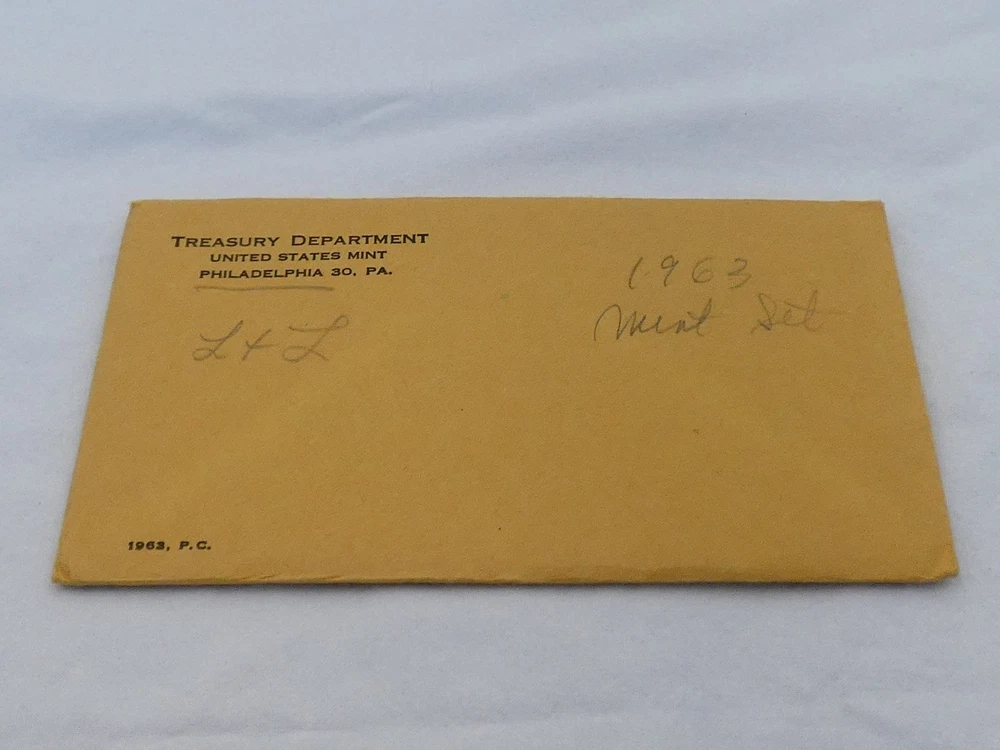 TREASURY DEPARTMENT
UNITED STATES MINT
PHILADELPHIA 30, PA.
L & L
1963
Mint Set
1963, P.C.